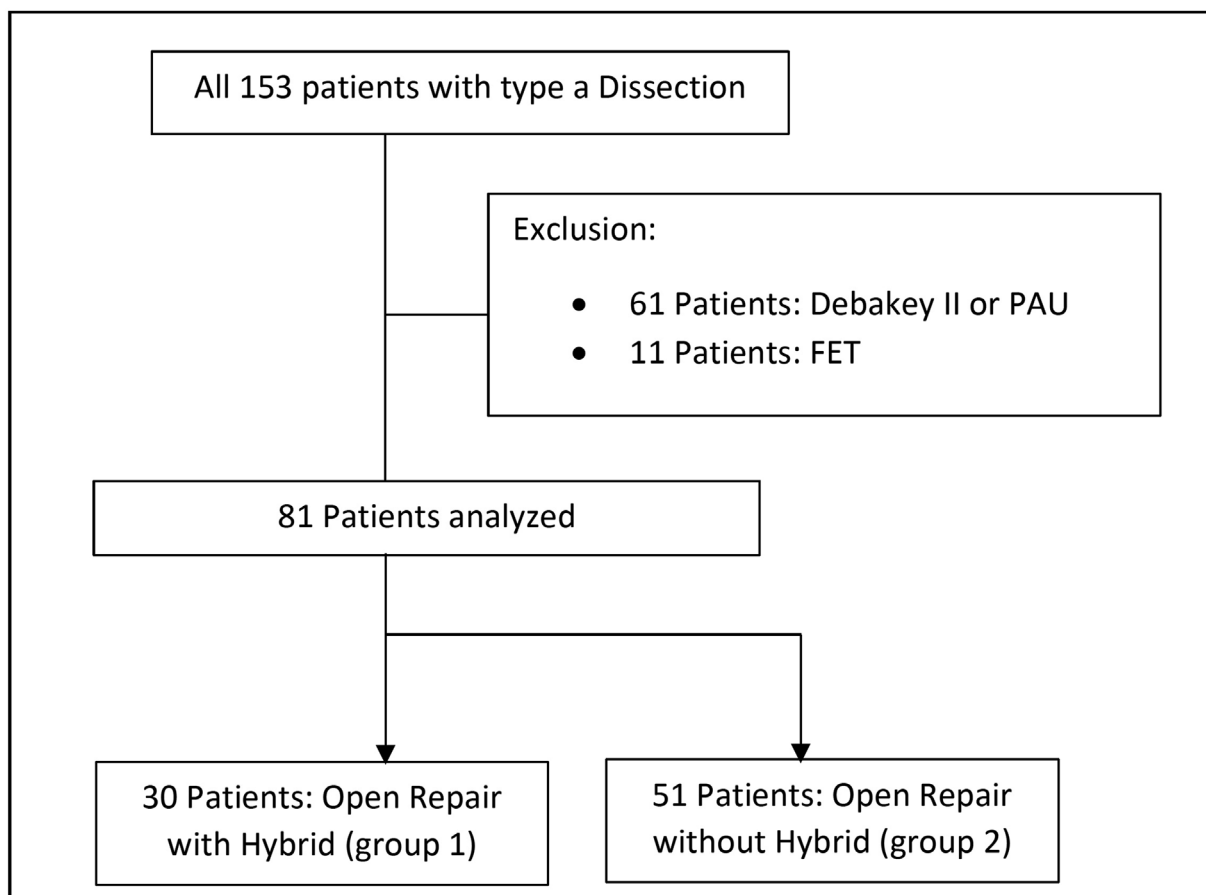 All 153 patients with type a Dissection
Exclusion:
• 61 Patients: Debakey II or PAU
• 11 Patients: FET
81 Patients analyzed
30 Patients: Open Repair
with Hybrid (group 1)
51 Patients: Open Repair
without Hybrid (group 2)